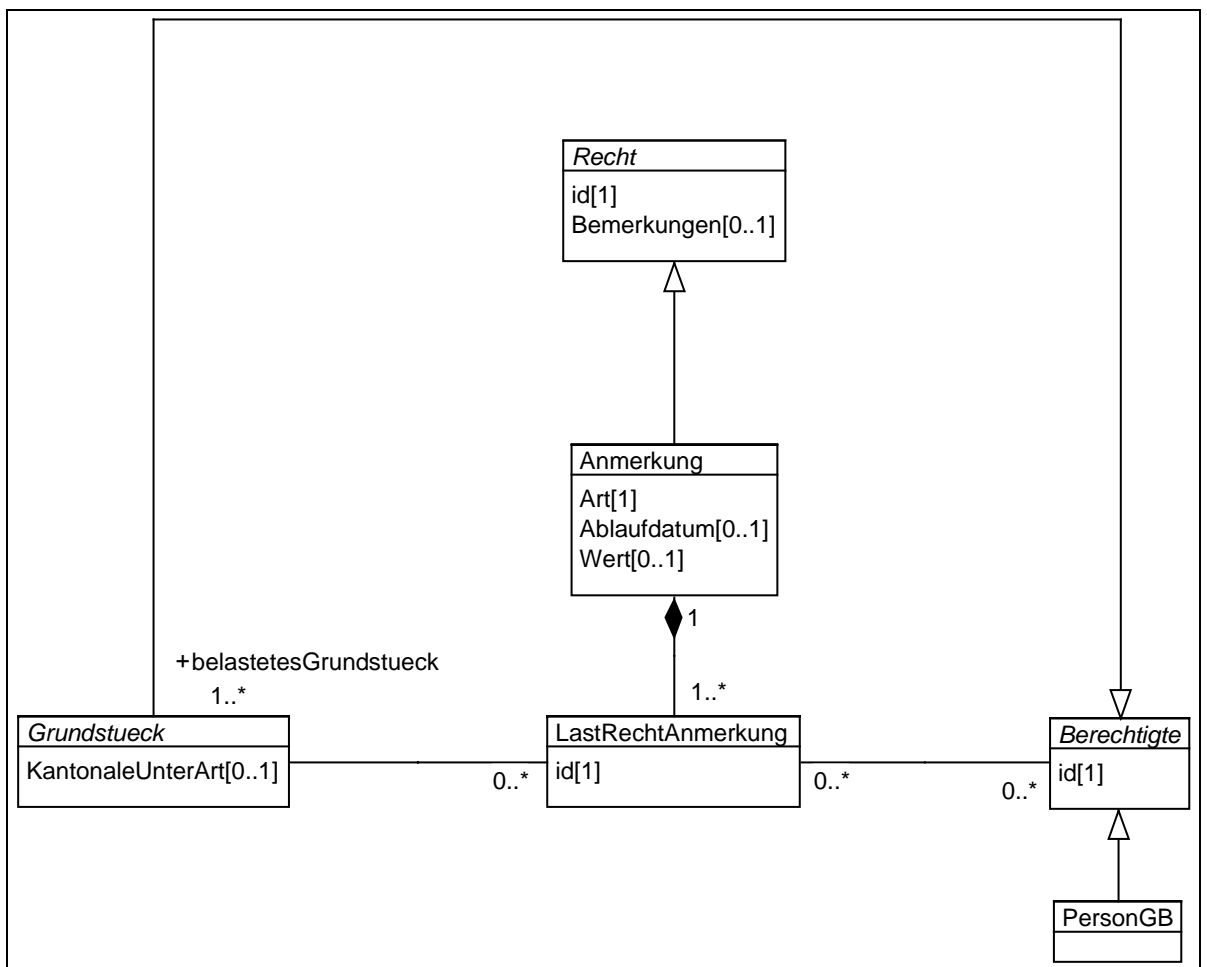 Recht
id[1]
Bemerkungen[0..1]
Anmerkung
Art[1]
Ablaufdatum[0..1]
Wert[0..1]
1
+belastetesGrundstueck
1..*
1..*
Grundstueck
KantonaleUnterArt[0..1]
0..*
LastRechtAnmerkung
id[1]
0..*
0..*
Berechtigte
id[1]
PersonGB